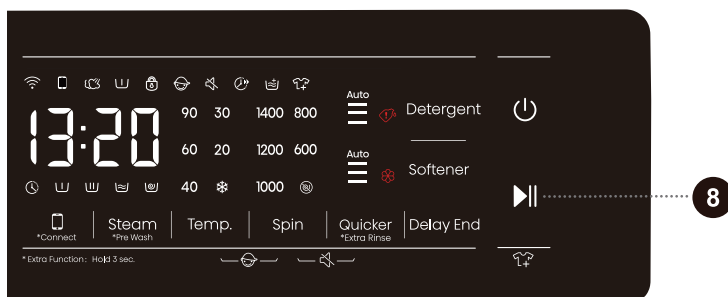 13:20
90 30 1400 800
60 20 1200 600
40 1000
Auto
Detergent
Auto
Softener
8
*Connect
Steam
*Pre Wash
Temp.
Spin
Quicker
*Extra Rinse
Delay End
* Extra Function: Hold 3 sec.